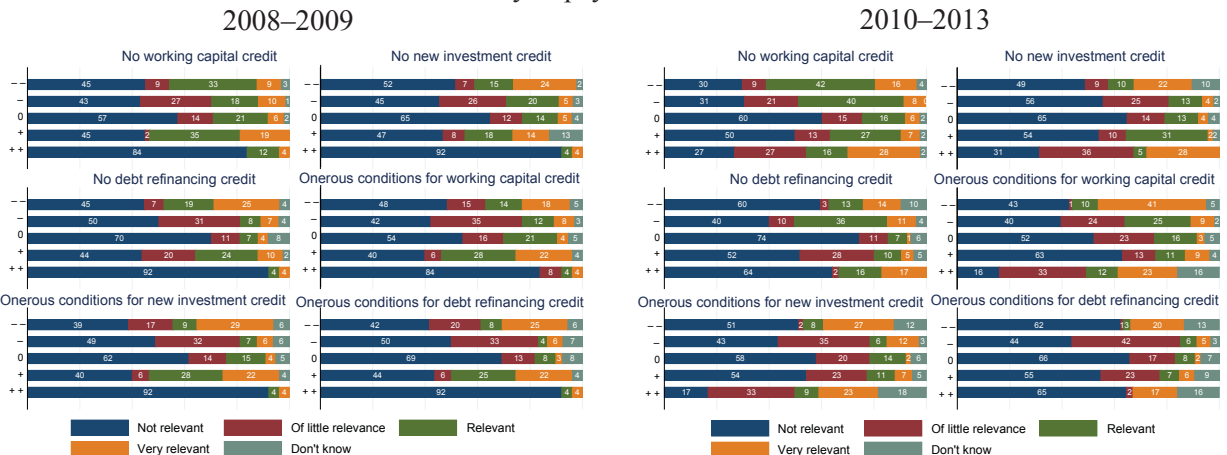 2008–2009
2010–2013
No working capital credit
– – 45 9 33 9 3
– 43 27 18 10 1
0 57 14 21 6 2
+ 45 2 35 19
+ + 84 12 4
No new investment credit
52 7 15 24 2
45 26 20 5 3
65 12 14 5 4
47 8 18 14 13
92 4 4
No working capital credit
– – 30 9 42 16 4
– 31 21 40 8 0
0 60 15 16 6 2
+ 50 13 27 7 2
+ + 27 27 16 28 2
No new investment credit
49 9 10 22 10
56 25 13 4 2
65 14 13 4 4
54 10 31 2 2
31 36 5 28
No debt refinancing credit
– – 45 7 19 25 4
– 50 31 8 7 4
0 70 11 7 4 8
+ 44 20 24 10 2
+ + 92 4 4
Onerous conditions for working capital credit
48 15 14 18 5
42 35 12 8 3
54 16 21 4 5
40 6 28 22 4
84 8 4 4
No debt refinancing credit
– – 60 3 13 14 10
– 40 10 36 11 4
0 74 11 7 1 6
+ 52 28 10 5 5
+ + 64 2 16 17
Onerous conditions for working capital credit
43 1 10 41 5
40 24 25 9 2
52 23 16 3 5
63 13 11 9 4
16 33 12 23 16
Onerous conditions for new investment credit
– – 39 17 9 29 6
– 49 32 7 6 6
0 62 14 15 4 5
+ 40 6 28 22 4
+ + 92 4 4
Onerous conditions for debt refinancing credit
42 20 8 25 6
50 33 4 6 7
69 13 8 3 8
44 6 25 22 4
92 4 4
Onerous conditions for new investment credit
– – 51 2 8 27 12
– 43 35 6 12 3
0 58 20 14 2 6
+ 54 23 11 7 5
+ + 17 33 9 23 18
Onerous conditions for debt refinancing credit
62 1 3 20 13
44 42 6 5 3
66 17 8 2 7
55 23 7 6 9
65 2 17 16
Not relevant Of little relevance Relevant
Very relevant Don't know
Not relevant Of little relevance Relevant
Very relevant Don't know